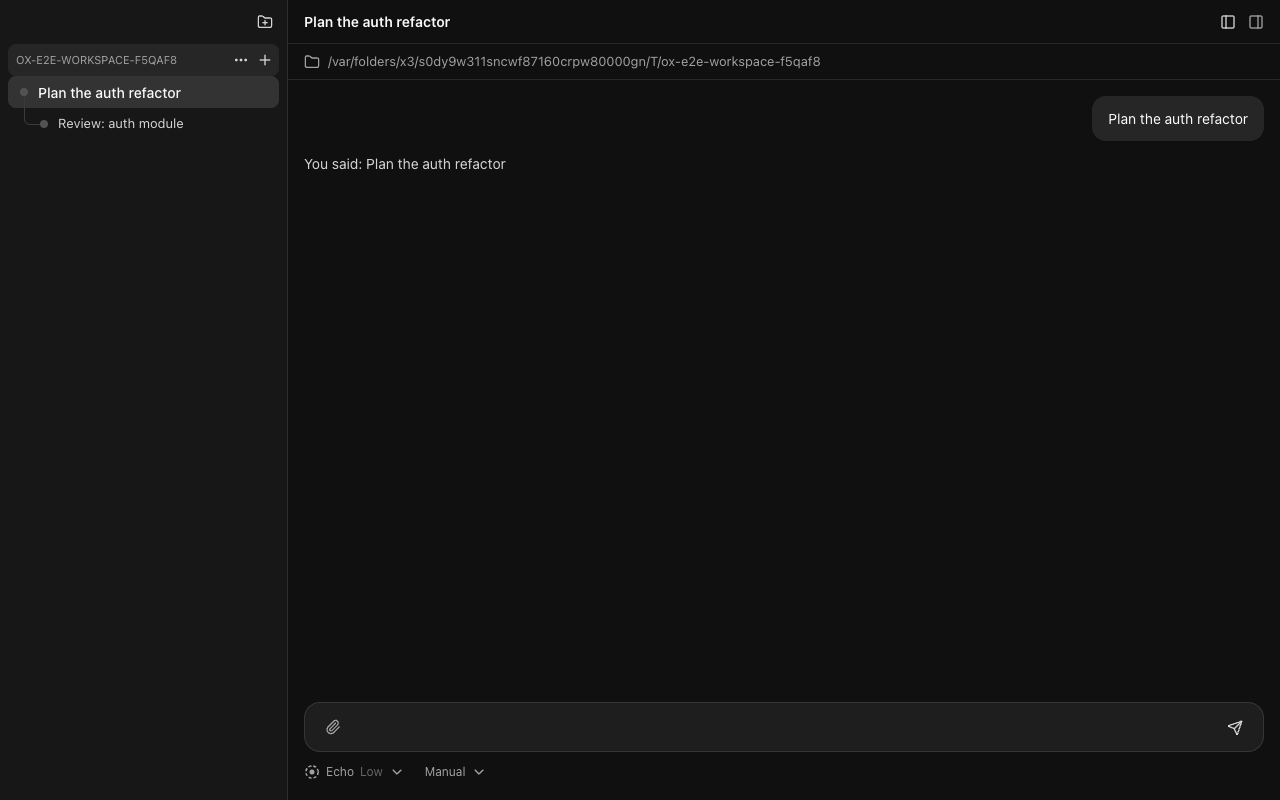 Plan the auth refactor
OX-E2E-WORKSPACE-F5QAF8
/var/folders/x3/s0dy9w311sncwf87160crpw80000gn/T/ox-e2e-workspace-f5qaf8
Plan the auth refactor
Review: auth module
Plan the auth refactor
You said: Plan the auth refactor
Echo Low Manual